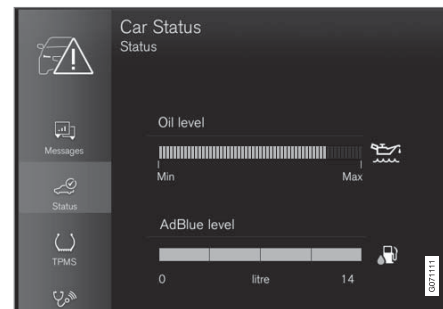 Car Status
Status
Messages
Status
TPMS
Oil level
Min Max
AdBlue level
0 litre 14
G071111